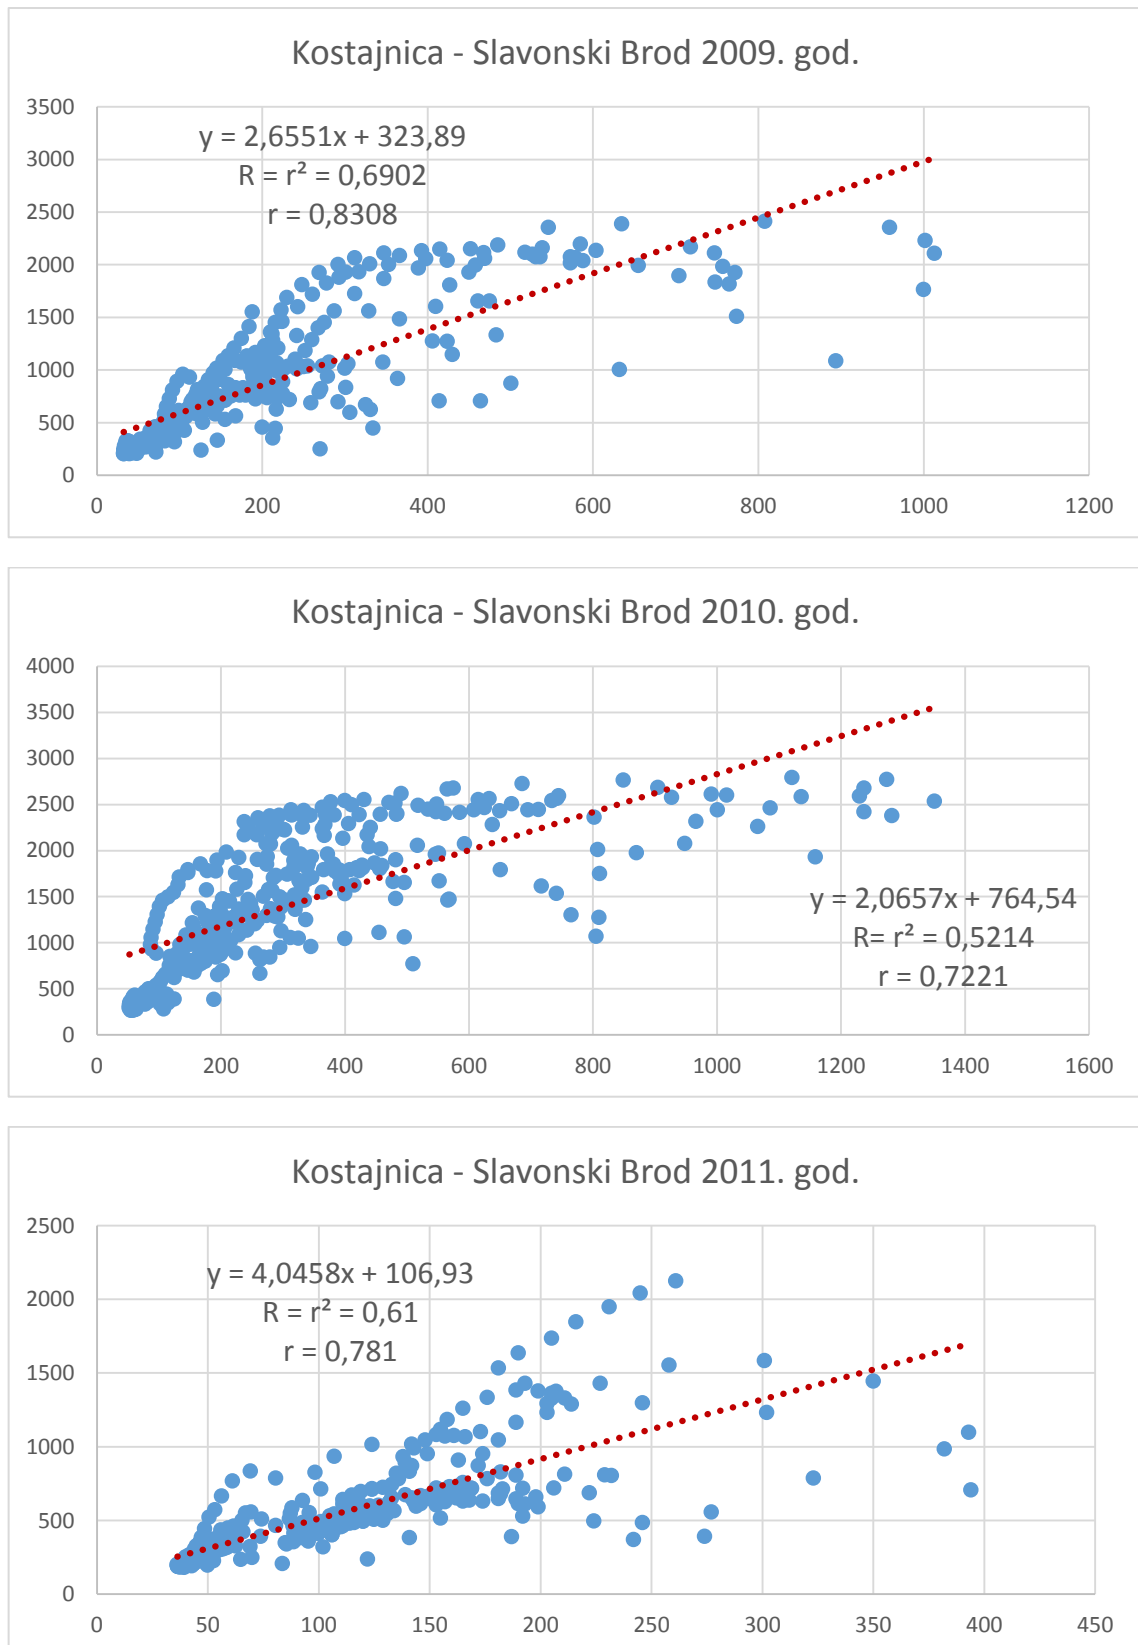 Kostajnica - Slavonski Brod 2009. god.
3500
3000
2500
2000
1500
1000
500
0
y = 2,6551x + 323,89
R = r² = 0,6902
r = 0,8308
0 200 400 600 800 1000 1200
Kostajnica - Slavonski Brod 2010. god.
4000
3500
3000
2500
2000
1500
1000
500
0
y = 2,0657x + 764,54
R= r² = 0,5214
r = 0,7221
0 200 400 600 800 1000 1200 1400 1600
Kostajnica - Slavonski Brod 2011. god.
2500
2000
1500
1000
500
0
y = 4,0458x + 106,93
R = r² = 0,61
r = 0,781
0 50 100 150 200 250 300 350 400 450